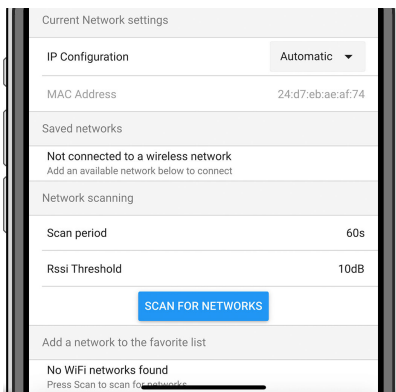 Current Network settings
IP Configuration
Automatic
MAC Address
24:d7:eb:ae:af:74
Saved networks
Not connected to a wireless network
Add an available network below to connect
Network scanning
Scan period
60s
Rssi Threshold
10dB
SCAN FOR NETWORKS
Add a network to the favorite list
No WiFi networks found
Press Scan to scan for networks